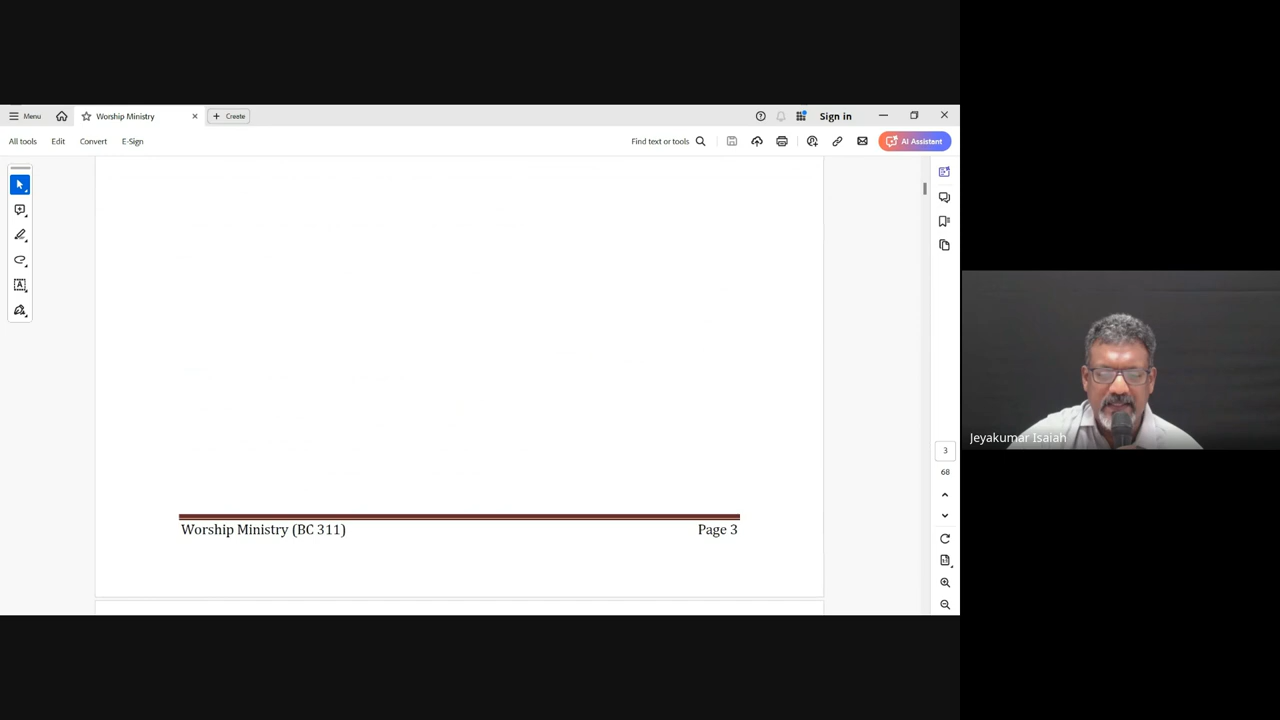 Menu
Worship Ministry
Create
Sign in
All tools
Edit
Convert
E-Sign
Find text or tools
AI Assistant
3
68
Worship Ministry (BC 311)
Page 3
Jeyakumar Isaiah